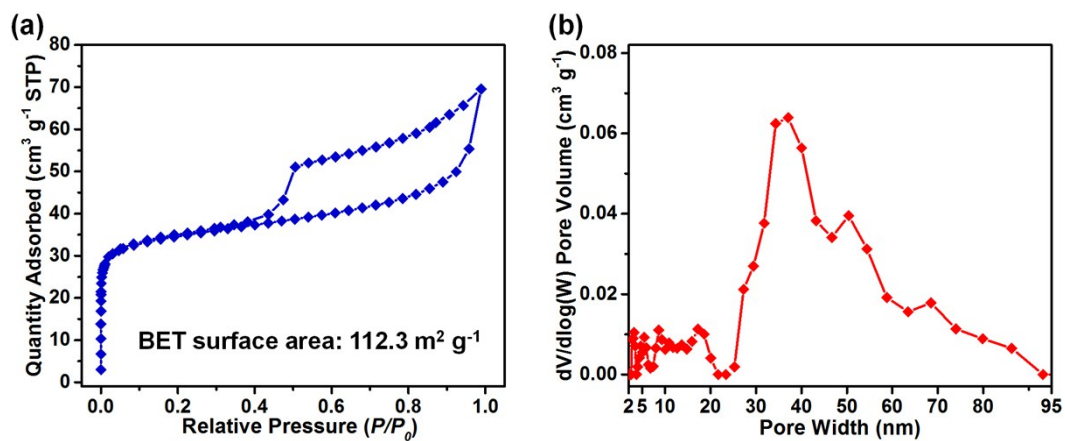 (a)
80
70
60
50
40
30
20
10
0
Quantity Adsorbed (cm³ g⁻¹ STP)
BET surface area: 112.3 m² g⁻¹
0.0 0.2 0.4 0.6 0.8 1.0
Relative Pressure (P/P₀)
(b)
0.08
0.06
0.04
0.02
0.00
dV/dlog(W) Pore Volume (cm³ g⁻¹)
2 5 10 20 30 40 50 60 70 80 95
Pore Width (nm)